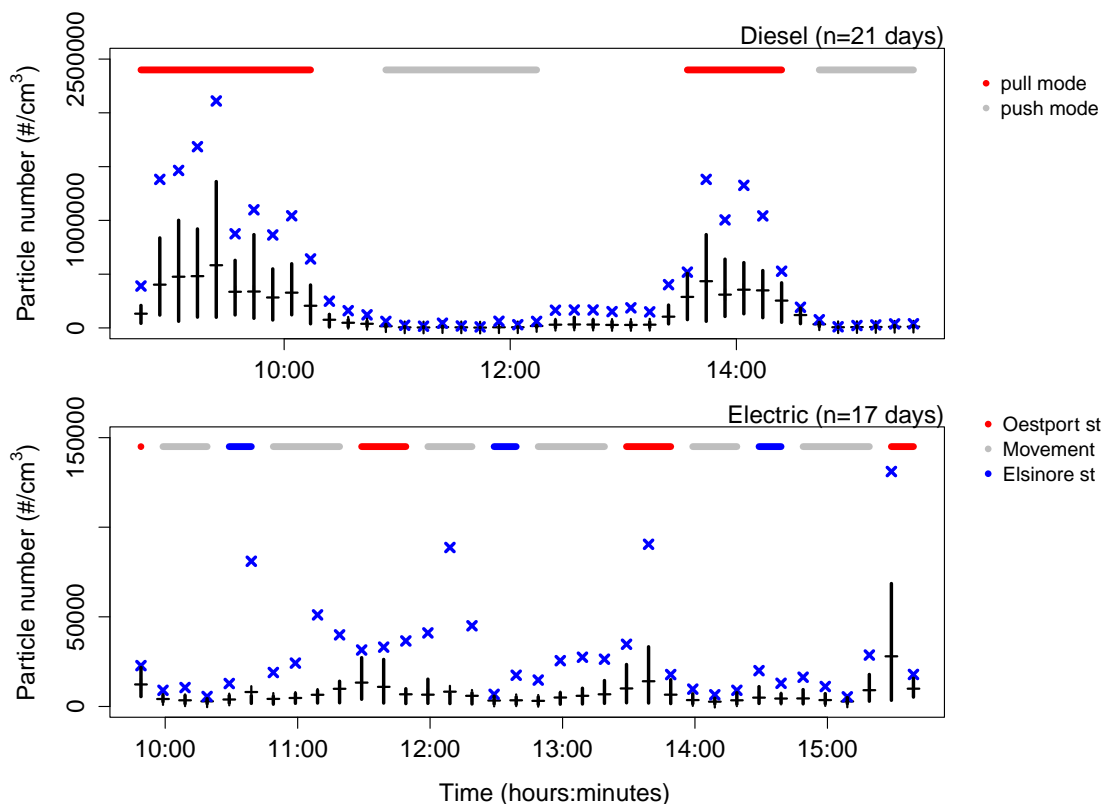 Diesel (n=21 days)
Particle number (#/cm³)
2500000
1000000
0
10:00 12:00 14:00
pull mode
push mode
Electric (n=17 days)
Particle number (#/cm³)
150000
50000
0
10:00 11:00 12:00 13:00 14:00 15:00
Time (hours:minutes)
Oestport st
Movement
Elsinore st